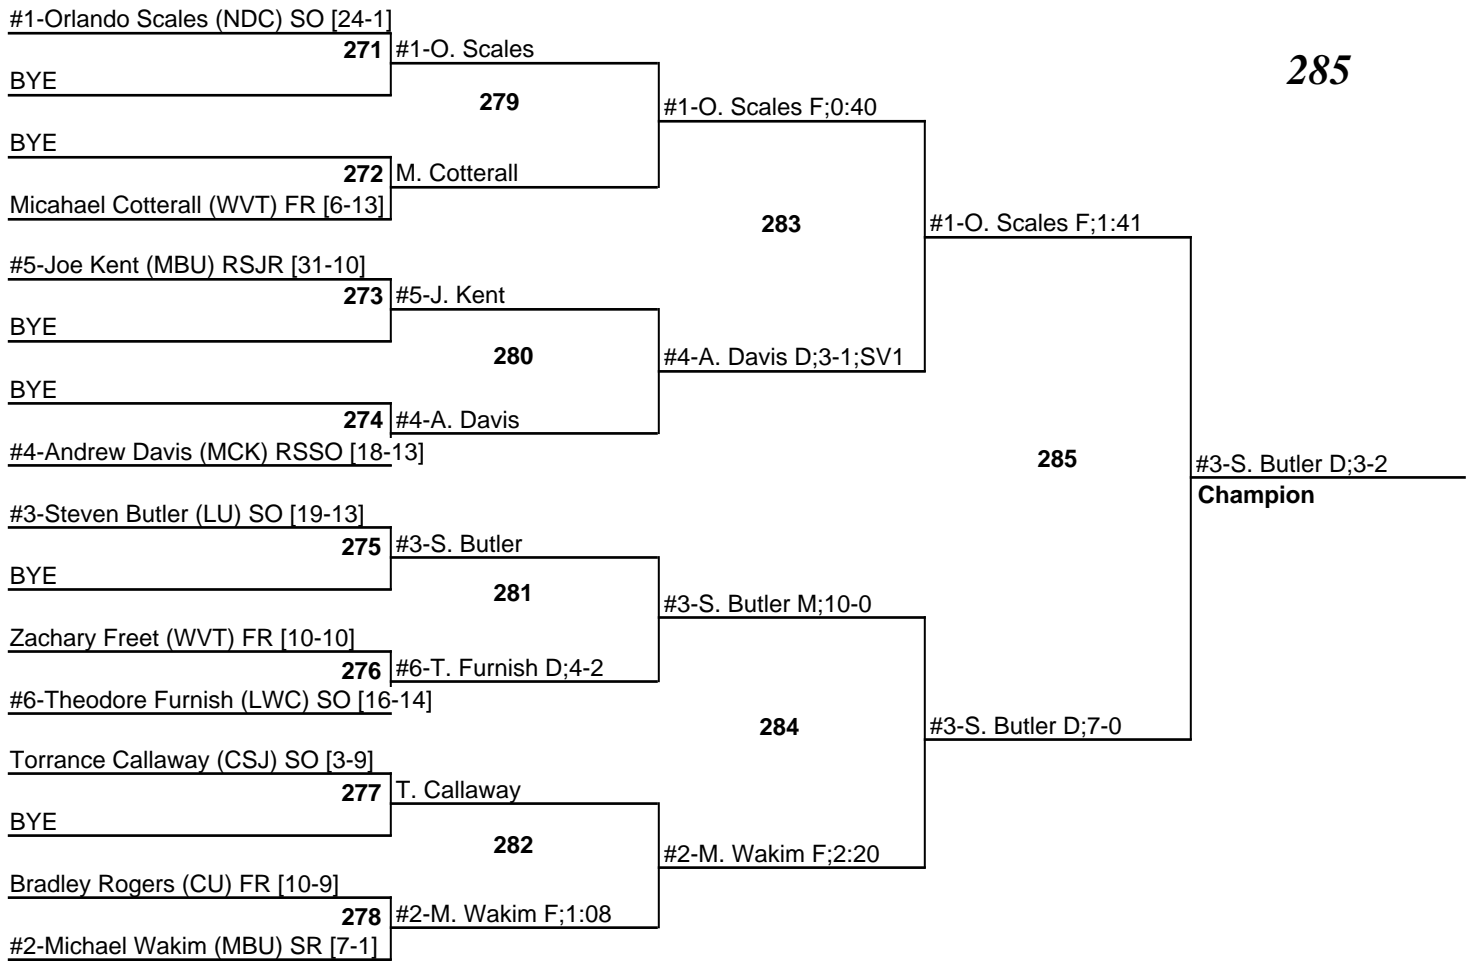 #1-Orlando Scales (NDC) SO [24-1]
271 #1-O. Scales
285
BYE
279
#1-O. Scales F;0:40
BYE
272 M. Cotterall
Micahael Cotterall (WVT) FR [6-13]
283
#1-O. Scales F;1:41
#5-Joe Kent (MBU) RSJR [31-10]
273 #5-J. Kent
BYE
280
#4-A. Davis D;3-1;SV1
BYE
274 #4-A. Davis
#4-Andrew Davis (MCK) RSSO [18-13]
285
#3-S. Butler D;3-2
Champion
#3-Steven Butler (LU) SO [19-13]
275 #3-S. Butler
BYE
281
#3-S. Butler M;10-0
Zachary Freet (WVT) FR [10-10]
276 #6-T. Furnish D;4-2
#6-Theodore Furnish (LWC) SO [16-14]
284
#3-S. Butler D;7-0
Torrance Callaway (CSJ) SO [3-9]
277 T. Callaway
BYE
282
#2-M. Wakim F;2:20
Bradley Rogers (CU) FR [10-9]
278 #2-M. Wakim F;1:08
#2-Michael Wakim (MBU) SR [7-1]